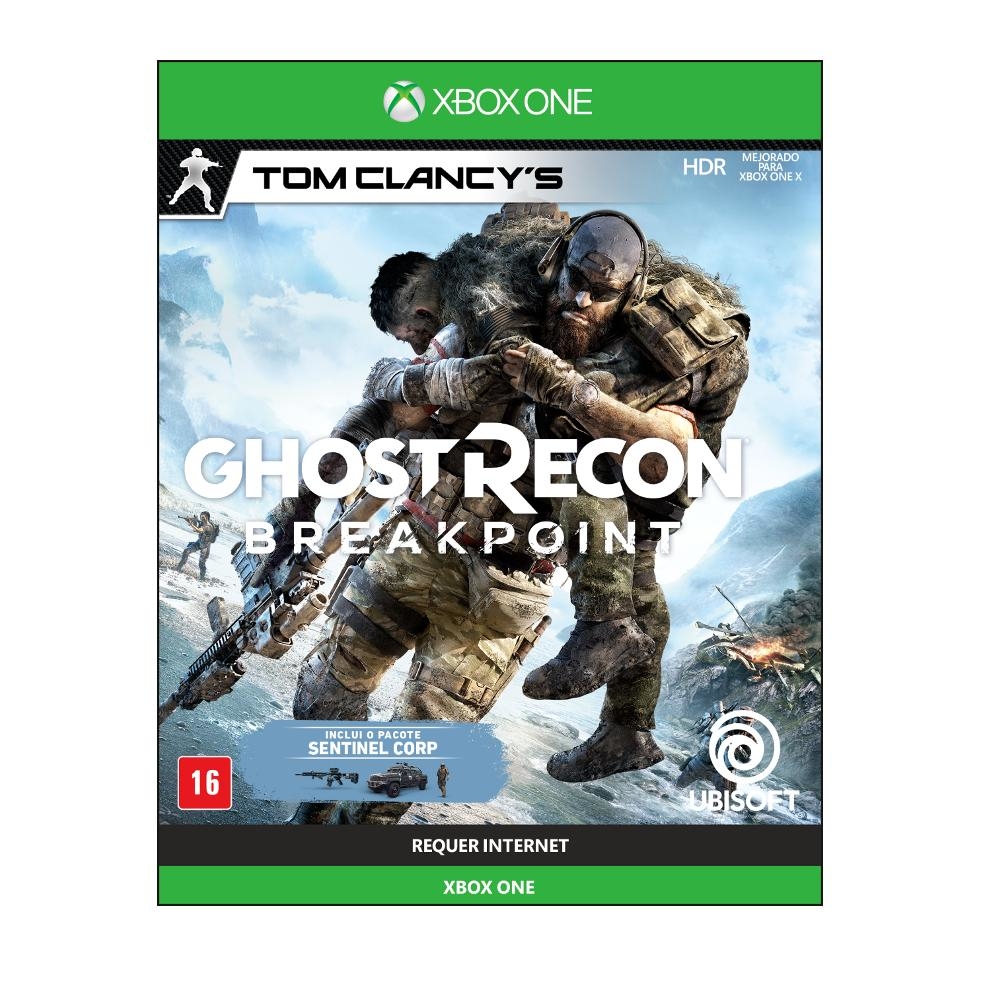 XBOX ONE
TOM CLANCY'S
HDR
MEJORADO
PARA
XBOX ONE X
GHOST RECON
BREAKPOINT
INCLUI O PACOTE
SENTINEL CORP
16
UBISOFT
REQUER INTERNET
XBOX ONE